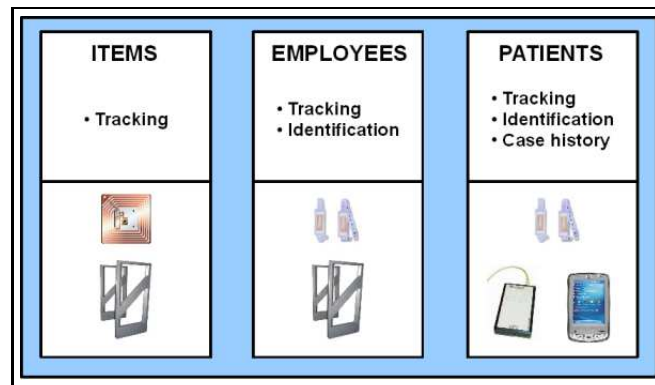 ITEMS
• Tracking
EMPLOYEES
• Tracking
• Identification
PATIENTS
• Tracking
• Identification
• Case history